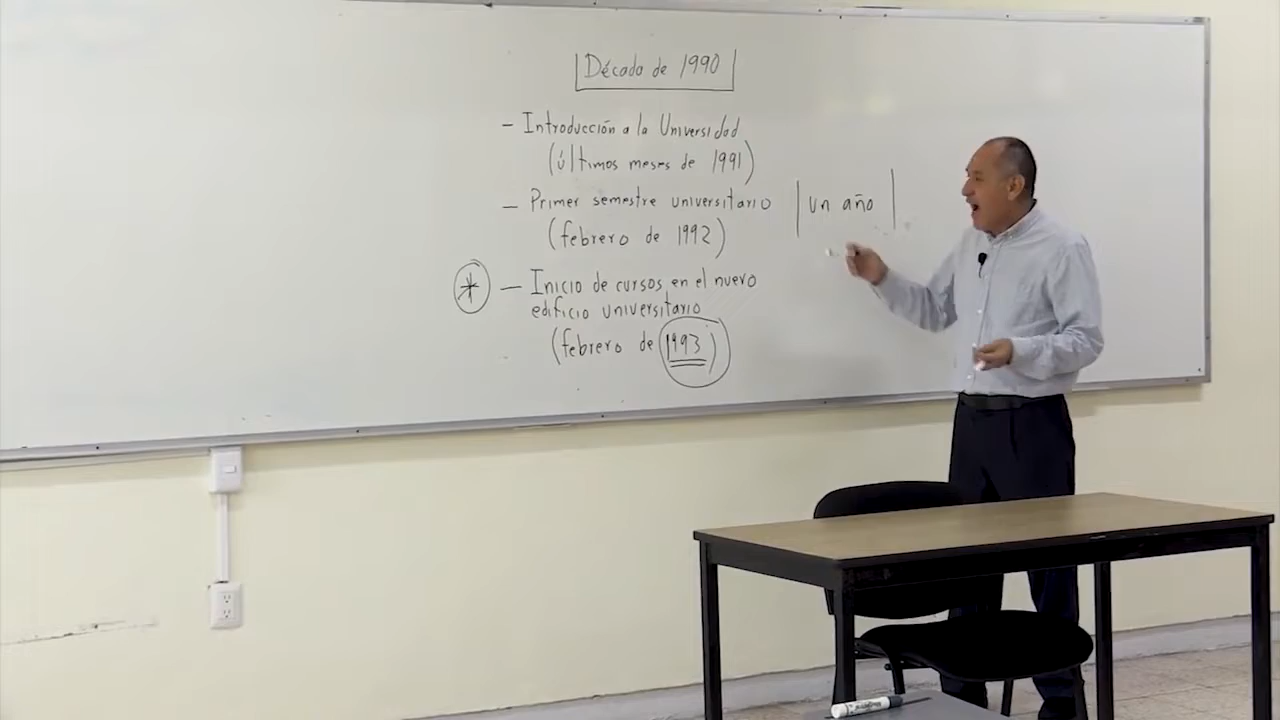 Década de 1990
- Introducción a la Universidad
(últimos meses de 1991)
- Primer semestre universitario | un año |
(febrero de 1992)
* - Inicio de cursos en el nuevo
edificio universitario
(febrero de 1993)